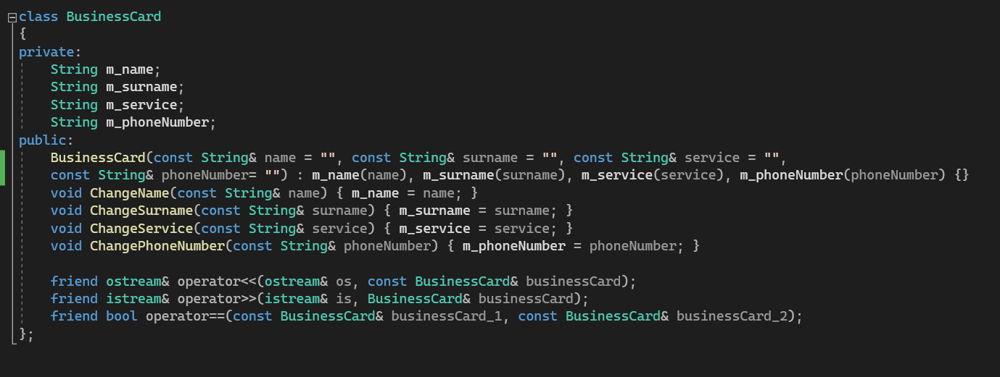 class BusinessCard
{
private:
    String m_name;
    String m_surname;
    String m_service;
    String m_phoneNumber;
public:
    BusinessCard(const String& name = "", const String& surname = "", const String& service = "",
    const String& phoneNumber= "") : m_name(name), m_surname(surname), m_service(service), m_phoneNumber(phoneNumber) {}
    void ChangeName(const String& name) { m_name = name; }
    void ChangeSurname(const String& surname) { m_surname = surname; }
    void ChangeService(const String& service) { m_service = service; }
    void ChangePhoneNumber(const String& phoneNumber) { m_phoneNumber = phoneNumber; }

    friend ostream& operator<<(ostream& os, const BusinessCard& businessCard);
    friend istream& operator>>(istream& is, BusinessCard& businessCard);
    friend bool operator==(const BusinessCard& businessCard_1, const BusinessCard& businessCard_2);
};